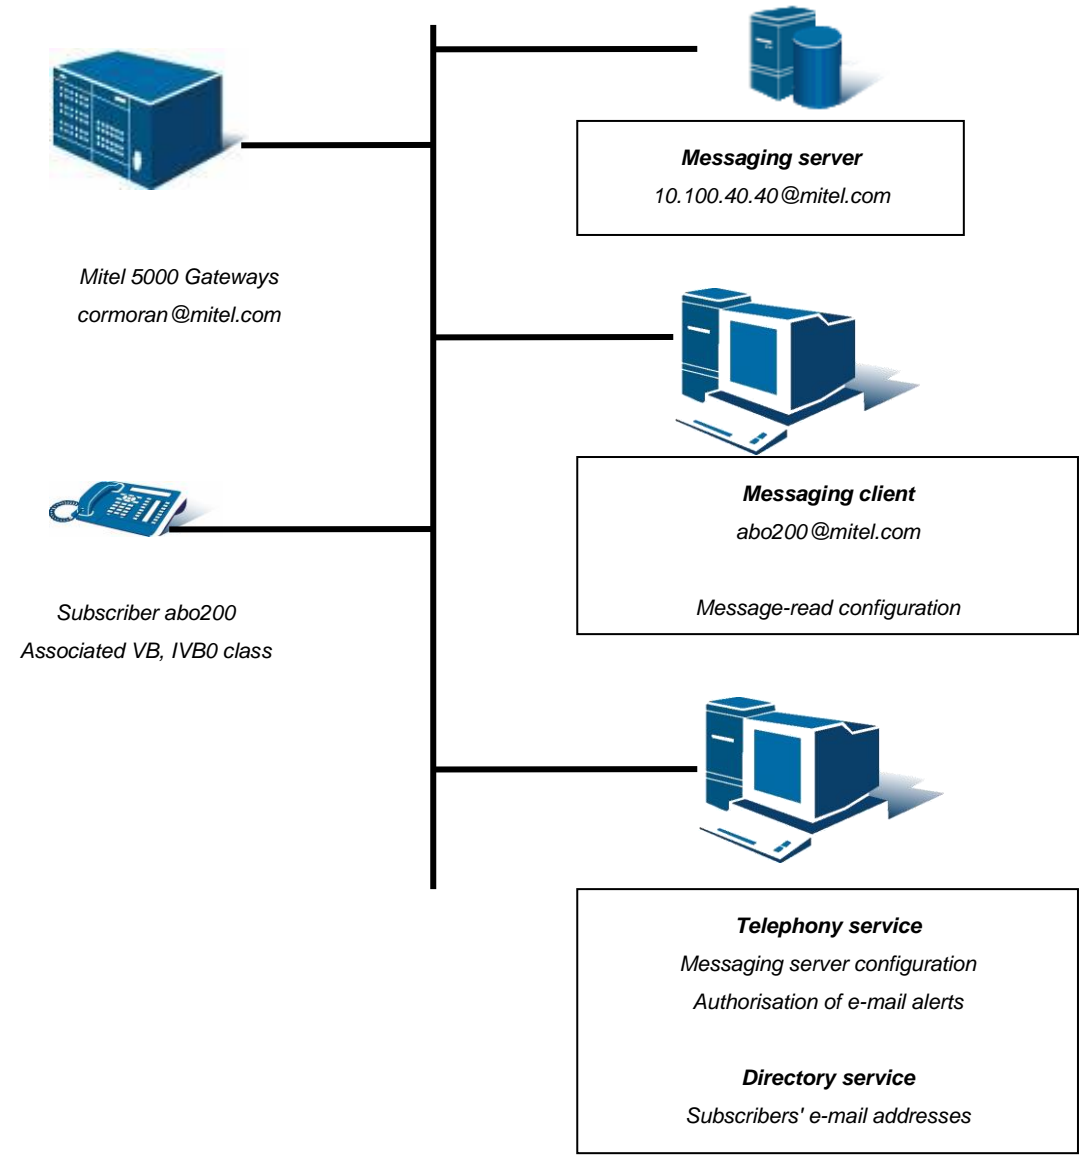 Messaging server
10.100.40.40@mitel.com
Mitel 5000 Gateways
cormoran@mitel.com
Messaging client
abo200@mitel.com
Message-read configuration
Subscriber abo200
Associated VB, IVB0 class
Telephony service
Messaging server configuration
Authorisation of e-mail alerts
Directory service
Subscribers' e-mail addresses